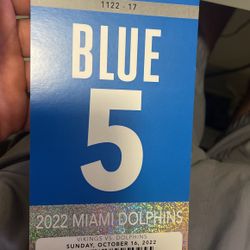 1122 - 17
BLUE
5
2022 MIAMI DOLPHINS
VIKINGS VS. DOLPHINS
SUNDAY, OCTOBER 16, 2022